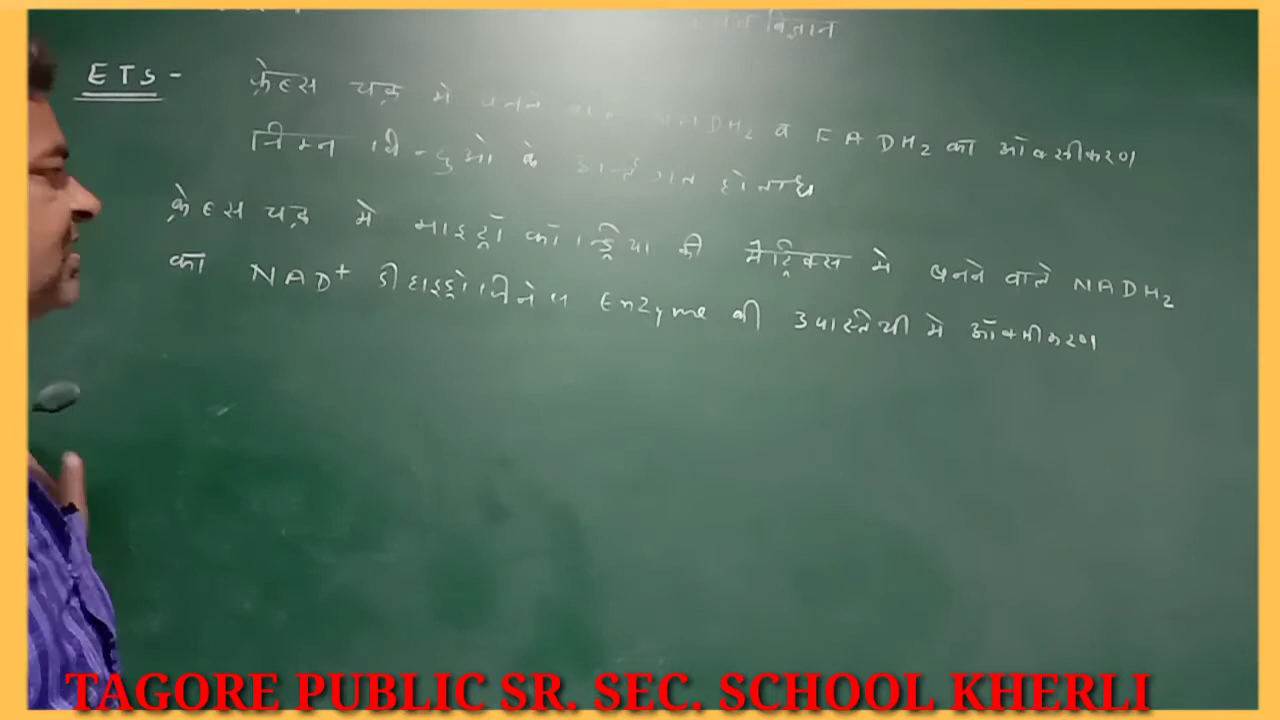 विज्ञान
ETS - क्रेब्स चक्र मे बनने वाले NADH2 व FADH2 का ऑक्सीकरण
निम्न बिन्दुओ के अन्तर्गत होता है
क्रेब्स चक्र मे माइट्रॉकॉन्ड्रिया की मैट्रिक्स मे बनने वाले NADH2
का NAD+ डीहाइड्रोजिनेस Enzyme की उपास्तिथी मे ऑक्सीकरण
TAGORE PUBLIC SR. SEC. SCHOOL KHERLI